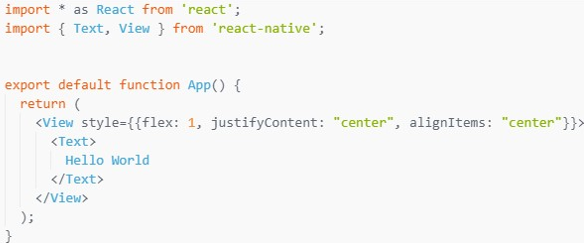 import * as React from 'react';
import { Text, View } from 'react-native';
export default function App() {
return (
<View style={{flex: 1, justifyContent: "center", alignItems: "center"}}>
<Text>
Hello World
</Text>
</View>
);
}